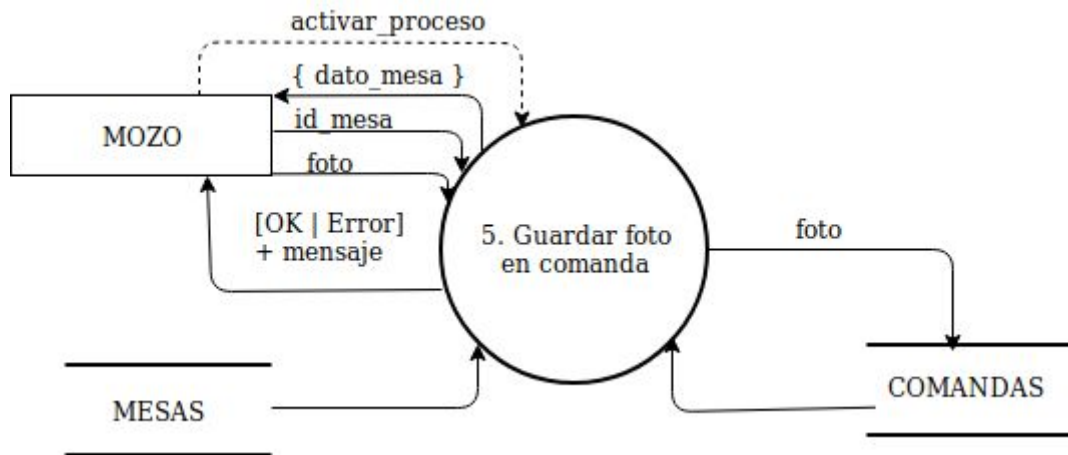 activar_proceso
{ dato_mesa }
MOZO
id_mesa
foto
[OK | Error]
+ mensaje
5. Guardar foto
en comanda
foto
MESAS
COMANDAS